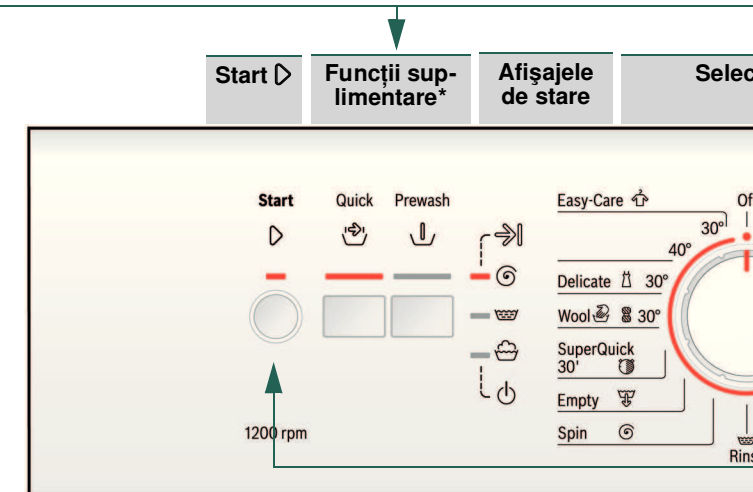 Start
Funcții sup-
limentare*
Afişajele
de stare
Selec
Start
Quick
Prewash
1200 rpm
Easy-Care
30°
40°
Delicate 30°
Wool 30°
SuperQuick
30'
Empty
Spin
Of
Rins